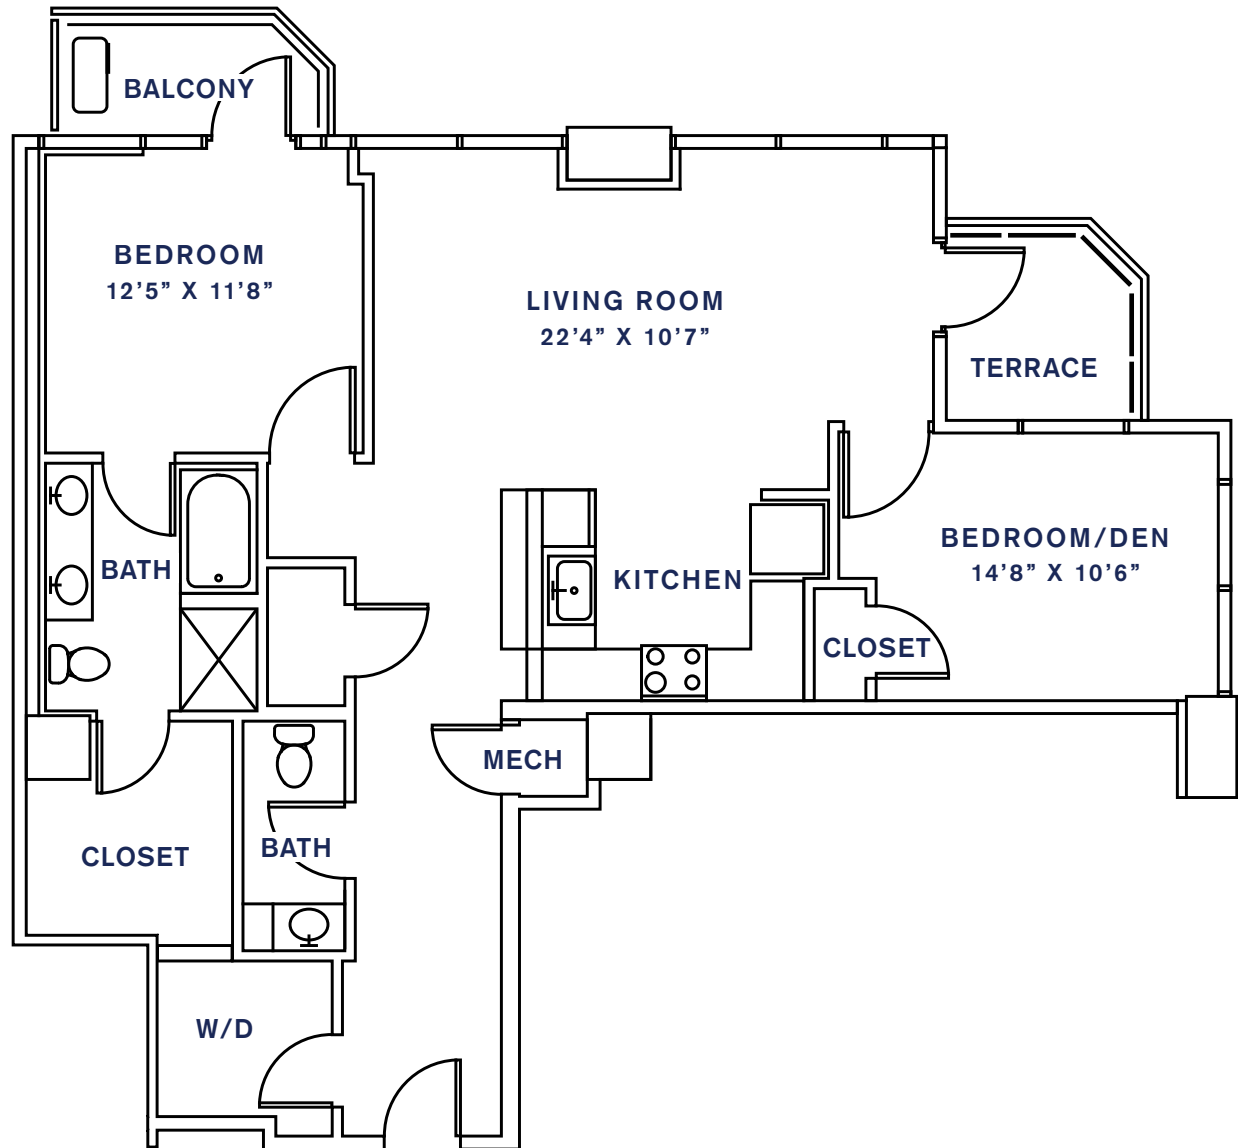 BALCONY
BEDROOM
12’5” X 11’8”
LIVING ROOM
22’4” X 10’7”
TERRACE
BEDROOM/DEN
14’8” X 10’6”
BATH
KITCHEN
CLOSET
MECH
CLOSET
BATH
W/D